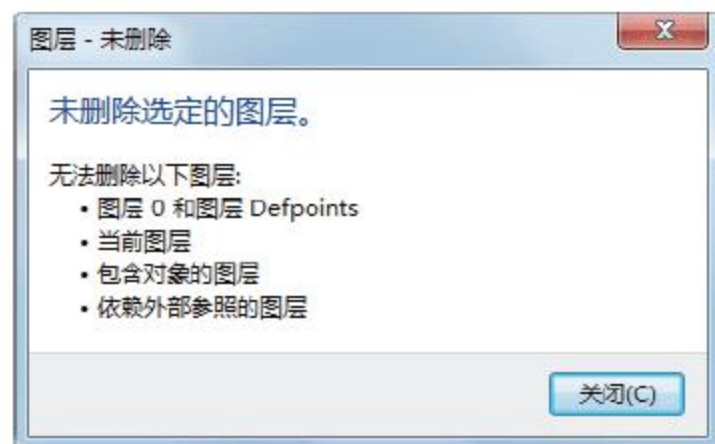 图层 - 未删除
未删除选定的图层。
无法删除以下图层:
• 图层 0 和图层 Defpoints
• 当前图层
• 包含对象的图层
• 依赖外部参照的图层
关闭(C)